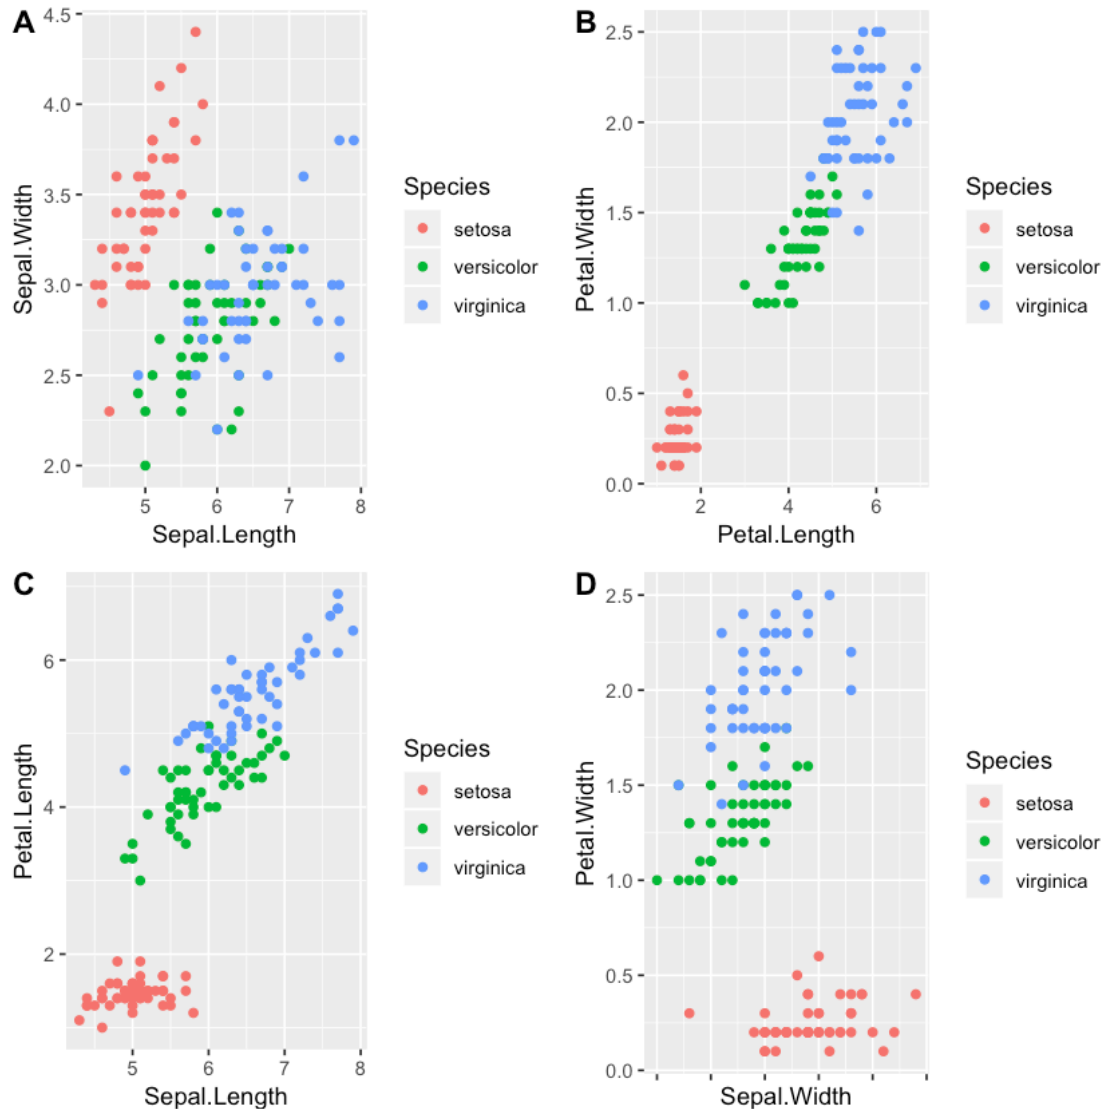 A
4.5
4.0
3.5
3.0
2.5
2.0
5 6 7 8
Sepal.Length
Sepal.Width
Species
setosa
versicolor
virginica
B
2.5
2.0
1.5
1.0
0.5
0.0
2 4 6
Petal.Length
Petal.Width
Species
setosa
versicolor
virginica
C
6
4
2
5 6 7 8
Sepal.Length
Petal.Length
Species
setosa
versicolor
virginica
D
2.5
2.0
1.5
1.0
0.5
0.0
Sepal.Width
Petal.Width
Species
setosa
versicolor
virginica